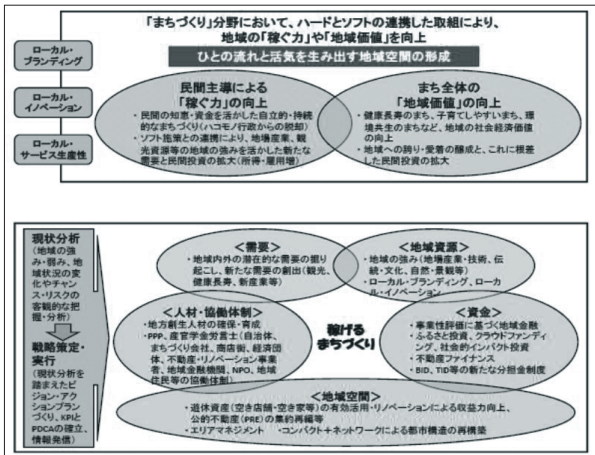 「まちづくり」分野において、ハードとソフトの連携した取組により、
地域の「稼ぐ力」や「地域価値」を向上
ひとの流れと活気を生み出す地域空間の形成
ローカル・
ブランディング
ローカル・
イノベーション
ローカル・
サービス生産性
民間主導による
「稼ぐ力」の向上
・民間の知恵・資金を活かした自立的・持続
的なまちづくり(ハコモノ行政からの脱却)
・ソフト施策との連携により、地場産業、観
光資源等の地域の強みを活かした新たな
需要と民間投資の拡大(所得・雇用増)
まち全体の
「地域価値」の向上
・健康長寿のまち、子育てしやすいまち、環
境共生のまちなど、地域の社会経済価値
の向上
・地域への誇り・愛着の醸成と、これに根差
した民間投資の拡大
現状分析
(地域の強
み・弱み、地
域状況の変
化やチャン
ス・リスクの
客観的な把
握・分析)
戦略策定・
実行
(現状分析を
踏まえたビ
ジョン・アク
ションプラン
づくり、KPIと
PDCAの確立、
情報発信)
<需要>
・地域内外の潜在的な需要の掘り
起こし、新たな需要の創出(観光、
健康長寿、新産業等)
<地域資源>
・地域の強み(地場産業・技術、伝
統・文化、自然・景観等)
・ローカル・ブランディング、ローカ
ル・イノベーション
<人材・協働体制>
・地方創生人材の確保・育成
・PPP、産官学金労言士(自治体、
まちづくり会社、商店街、経済団
体、不動産・リノベーション事業
者、地域金融機関、NPO、地域
住民等の協働体制)
稼げる
まちづくり
<資金>
・事業性評価に基づく地域金融
・ふるさと投資、クラウドファンディ
ング、社会的インパクト投資
・不動産ファイナンス
・BID、TID等の新たな分担金制度
<地域空間>
・遊休資産(空き店舗・空き家等)の有効活用・リノベーションによる収益力向上、
公的不動産(PRE)の集約再編等
・エリアマネジメント ・コンパクト+ネットワークによる都市構造の再構築